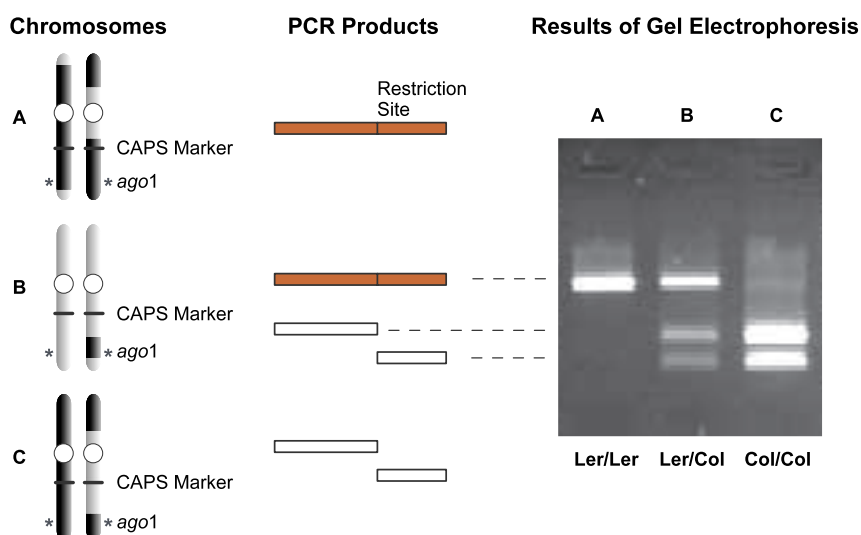 Chromosomes
PCR Products
Results of Gel Electrophoresis
Restriction
Site
A
CAPS Marker
* * ago1
A B C
B
CAPS Marker
* * ago1
C
CAPS Marker
* * ago1
Ler/Ler Ler/Col Col/Col